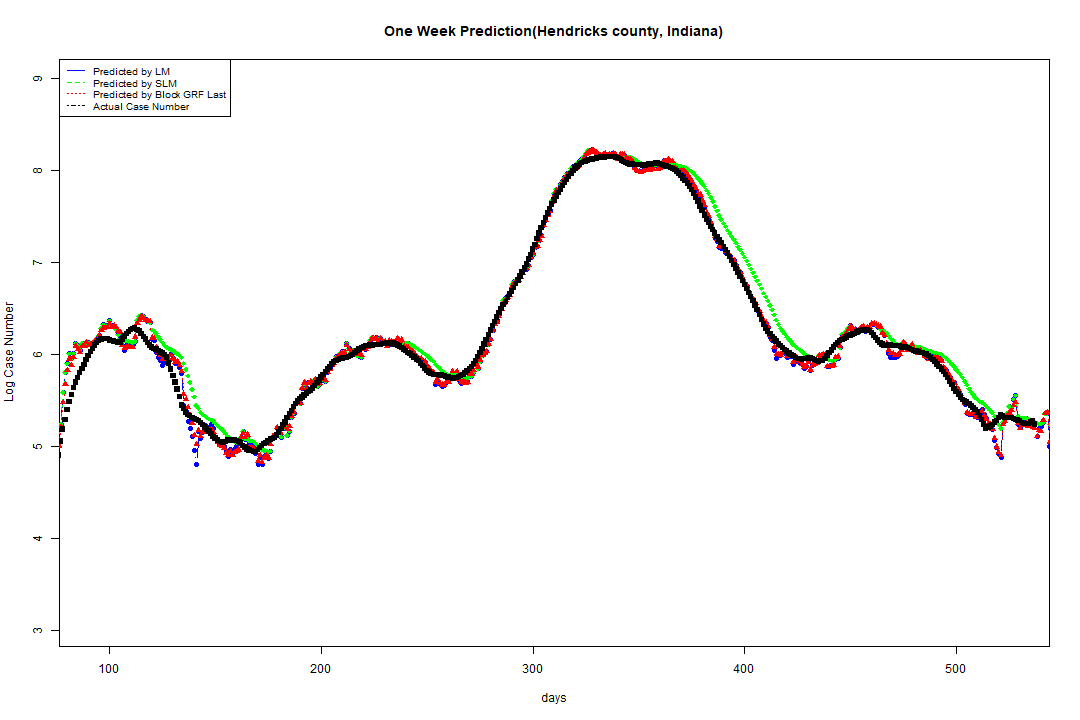 One Week Prediction(Hendricks county, Indiana)
Predicted by LM
Predicted by SLM
Predicted by Block GRF Last
Actual Case Number
9
8
7
6
5
4
3
Log Case Number
100 200 300 400 500
days